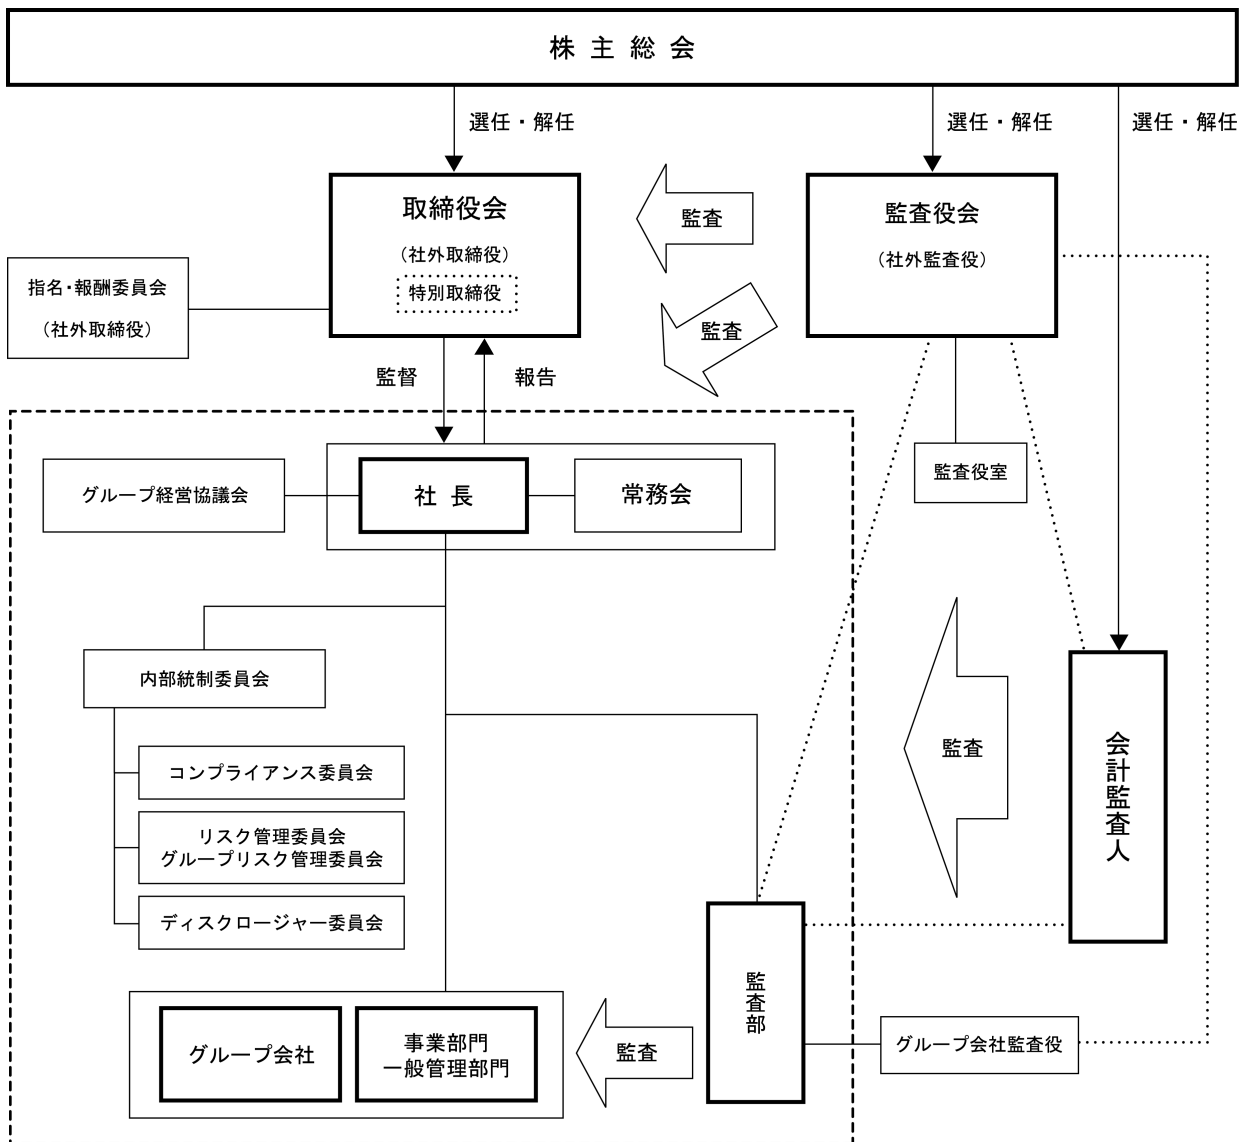 株主総会
選任・解任
選任・解任
選任・解任
取締役会
(社外取締役)
特別取締役
監査
監査役会
(社外監査役)
指名・報酬委員会
(社外取締役)
監査
監督
報告
グループ経営協議会
社長
常務会
監査役室
内部統制委員会
コンプライアンス委員会
リスク管理委員会
グループリスク管理委員会
ディスクロージャー委員会
監査
会計監査人
監査部
グループ会社
事業部門
一般管理部門
監査
グループ会社監査役